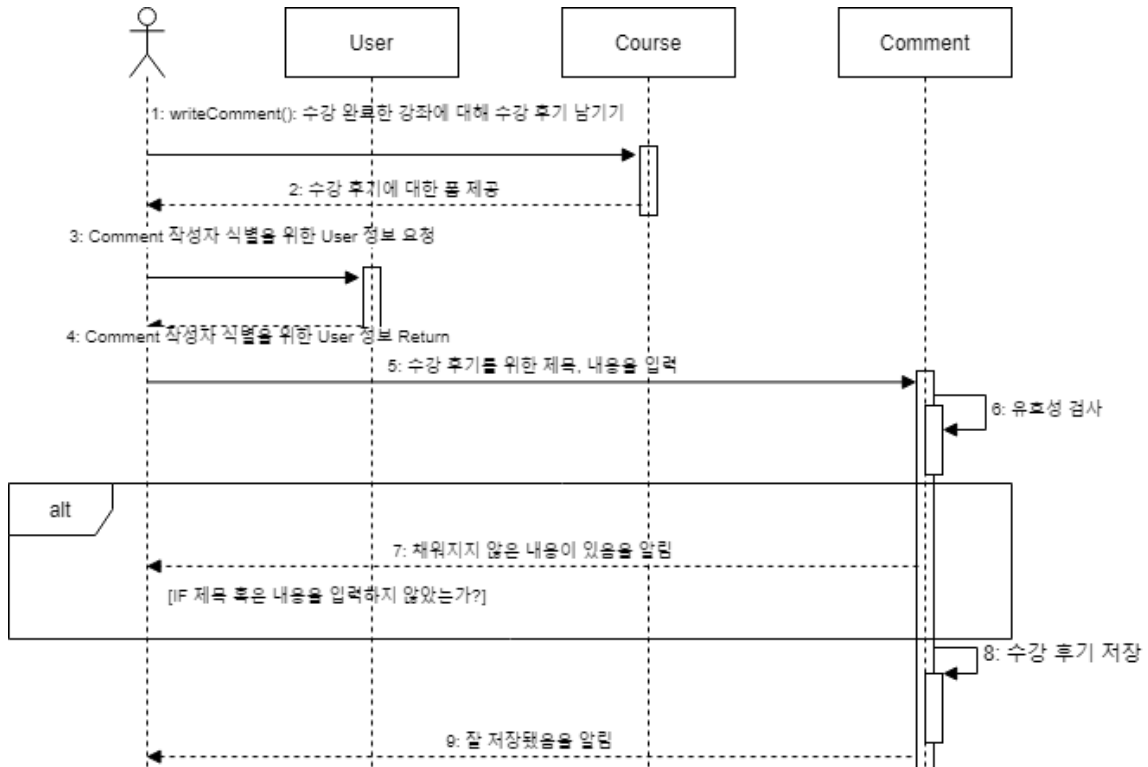 User
Course
Comment
1: writeComment(): 수강 완료한 강좌에 대해 수강 후기 남기기
2: 수강 후기에 대한 폼 제공
3: Comment 작성자 식별을 위한 User 정보 요청
4: Comment 작성자 식별을 위한 User 정보 Return
5: 수강 후기를 위한 제목, 내용을 입력
6: 유효성 검사
alt
7: 채워지지 않은 내용이 있음을 알림
[IF 제목 혹은 내용을 입력하지 않았는가?]
8: 수강 후기 저장
9: 잘 저장됐음을 알림